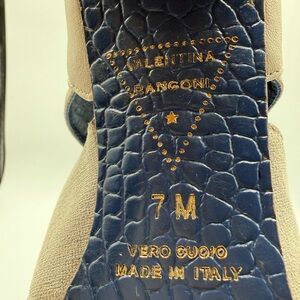 VALENTINA
RANGONI
7 M
VERO CUOIO
MADE IN ITALY